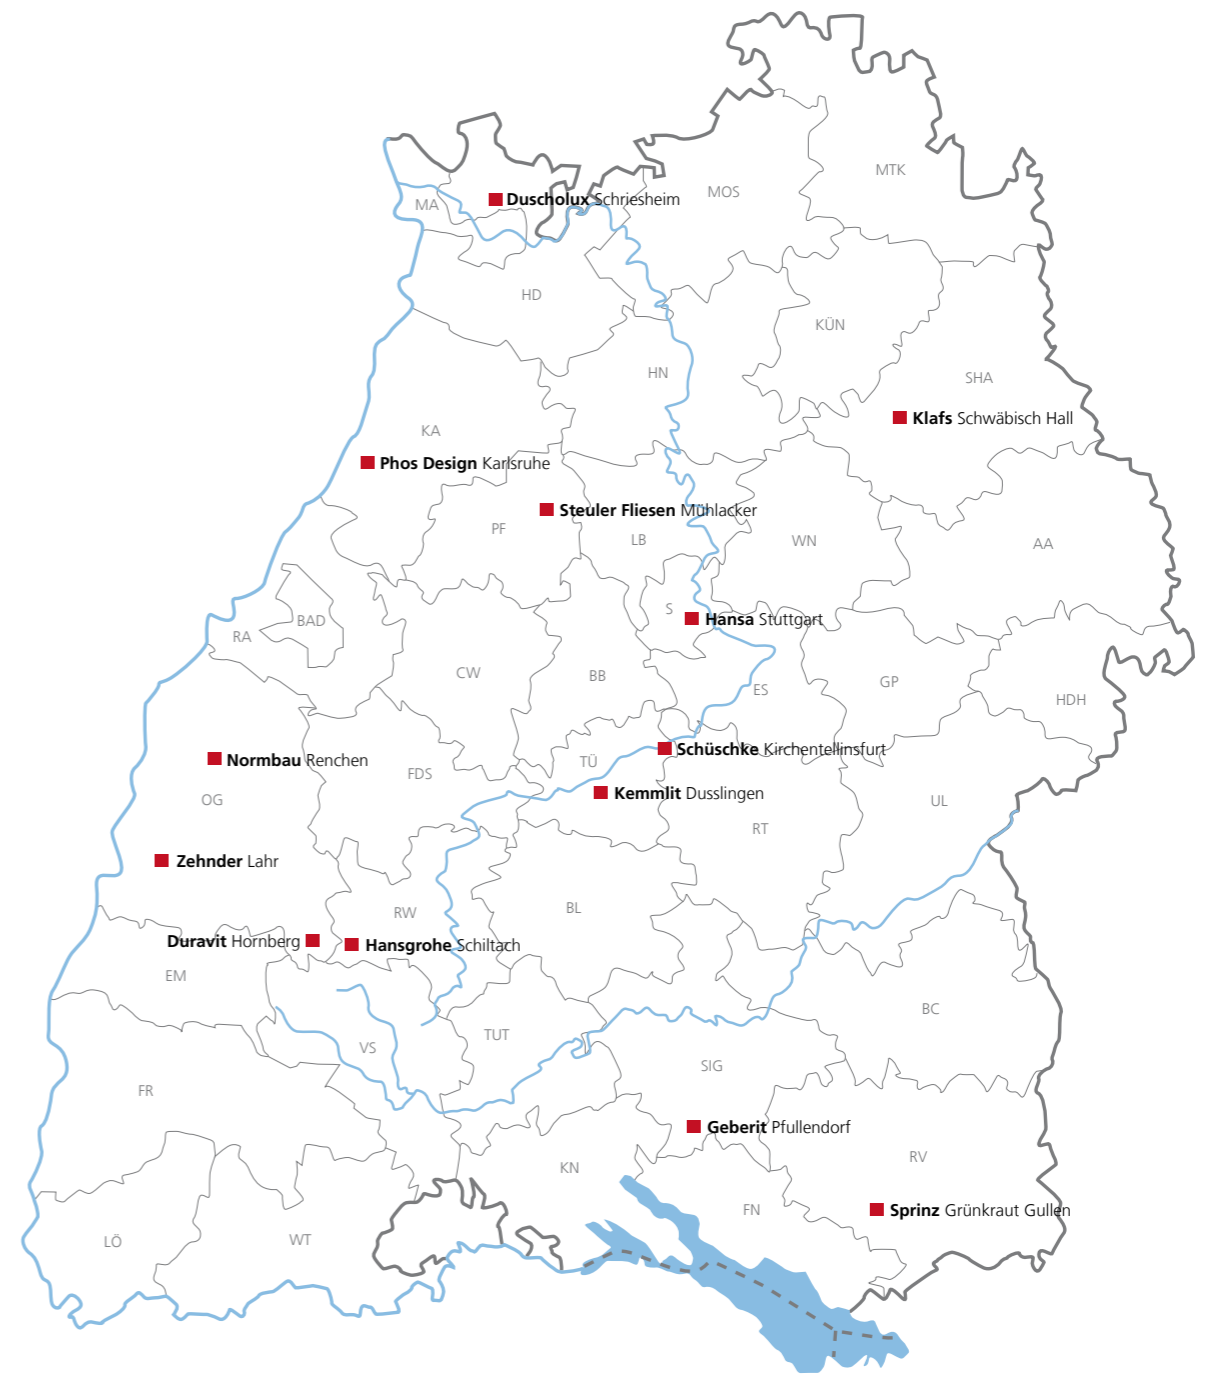 MTK
MOS
Duscholux Schriesheim
MA
HD
KÜN
HN
SHA
Klafs Schwäbisch Hall
KA
Phos Design Karlsruhe
Steuler Fliesen Mühlacker
PF
LB
WN
AA
S
Hansa Stuttgart
BAD
RA
CW
BB
ES
GP
HDH
Schüschke Kirchentellinsfurt
Normbau Renchen
TÜ
FDS
Kemmlit Dusslingen
OG
UL
RT
Zehnder Lahr
RW
BL
Duravit Hornberg
Hansgrohe Schiltach
EM
BC
TUT
VS
SIG
FR
Geberit Pfullendorf
RV
KN
FN
Sprinz Grünkraut Gullen
LÖ
WT